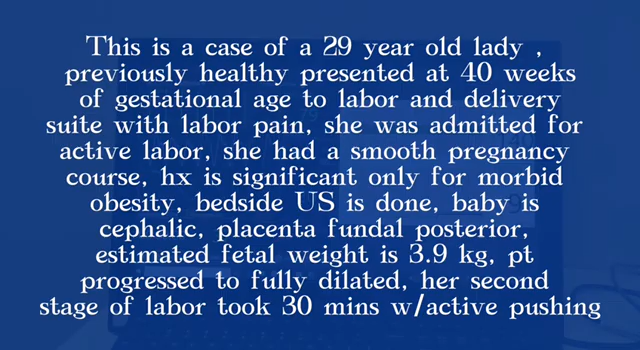 This is a case of a 29 year old lady ,
previously healthy presented at 40 weeks
of gestational age to labor and delivery
suite with labor pain, she was admitted for
active labor, she had a smooth pregnancy
course, hx is significant only for morbid
obesity, bedside US is done, baby is
cephalic, placenta fundal posterior,
estimated fetal weight is 3.9 kg, pt
progressed to fully dilated, her second
stage of labor took 30 mins w/active pushing